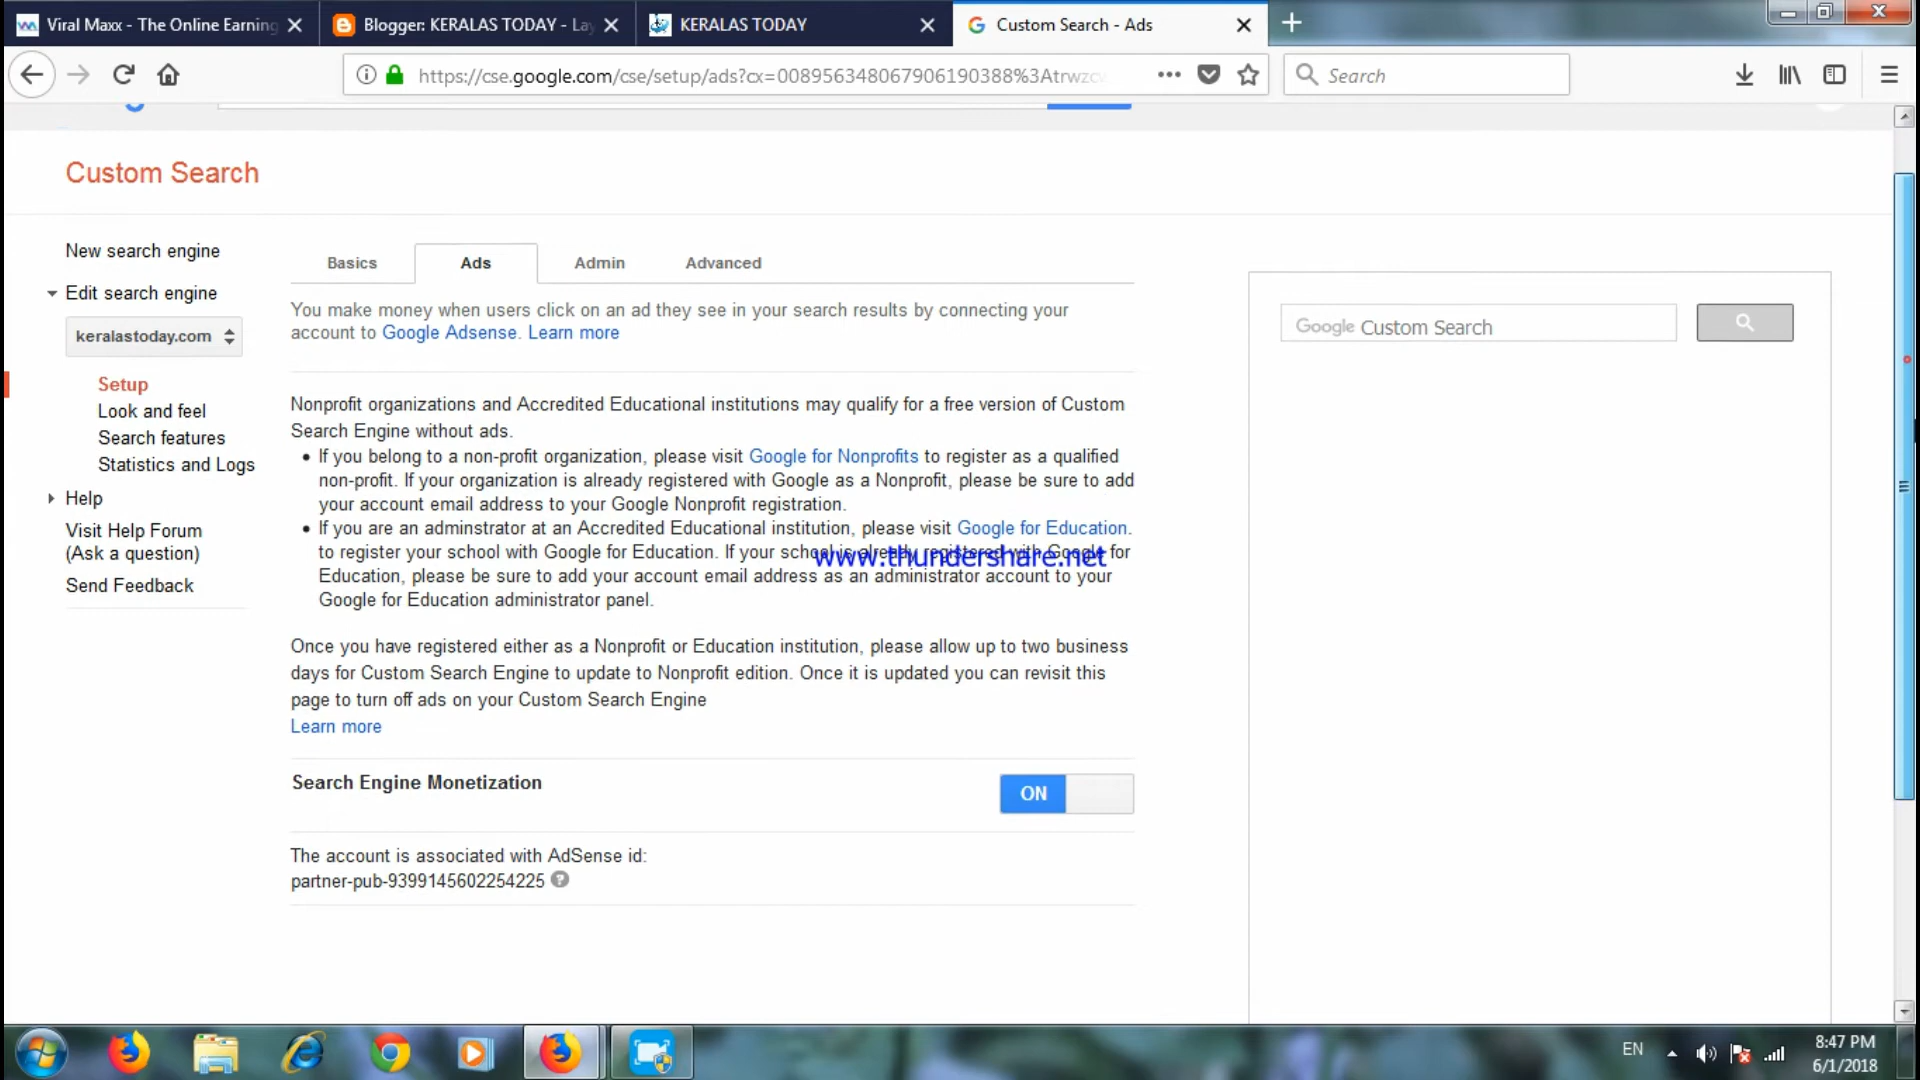 Viral Maxx - The Online Earning
Blogger: KERALAS TODAY - Lay
KERALAS TODAY
Custom Search - Ads
https://cse.google.com/cse/setup/ads?cx=008956348067906190388%3Atrwzc
Search
Custom Search
New search engine
Edit search engine
keralastoday.com
Setup
Look and feel
Search features
Statistics and Logs
Help
Visit Help Forum
(Ask a question)
Send Feedback
Basics
Ads
Admin
Advanced
You make money when users click on an ad they see in your search results by connecting your
account to Google Adsense. Learn more
Nonprofit organizations and Accredited Educational institutions may qualify for a free version of Custom
Search Engine without ads.
If you belong to a non-profit organization, please visit Google for Nonprofits to register as a qualified
non-profit. If your organization is already registered with Google as a Nonprofit, please be sure to add
your account email address to your Google Nonprofit registration.
If you are an adminstrator at an Accredited Educational institution, please visit Google for Education.
to register your school with Google for Education. If your school is already registered with Google for
www.thundershare.net
Education, please be sure to add your account email address as an administrator account to your
Google for Education administrator panel.
Once you have registered either as a Nonprofit or Education institution, please allow up to two business
days for Custom Search Engine to update to Nonprofit edition. Once it is updated you can revisit this
page to turn off ads on your Custom Search Engine
Learn more
Search Engine Monetization
ON
The account is associated with AdSense id:
partner-pub-9399145602254225
Google Custom Search
EN
8:47 PM
6/1/2018